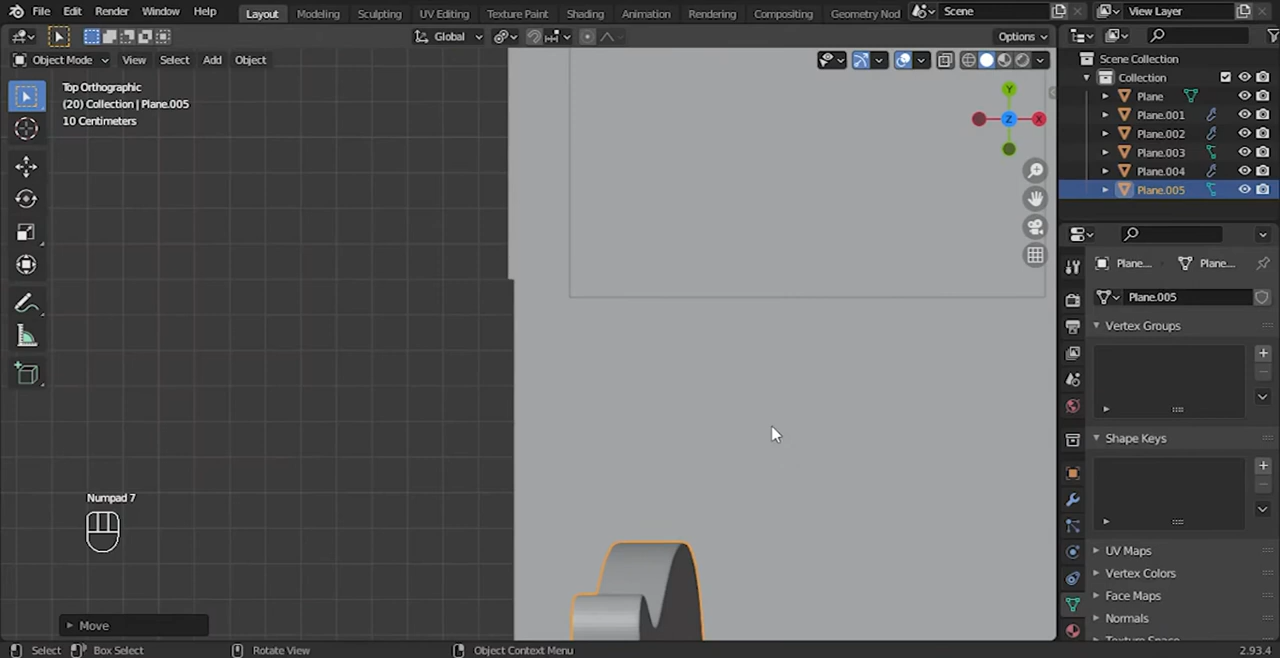 File Edit Render Window Help Layout Modeling Sculpting UV Editing Texture Paint Shading Animation Rendering Compositing Geometry Nod Scene View Layer
Global Options
Object Mode View Select Add Object
Top Orthographic
(20) Collection | Plane.005
10 Centimeters
Y
Z
X
Numpad 7
Move
Scene Collection
Collection
Plane
Plane.001
Plane.002
Plane.003
Plane.004
Plane.005
Plane... Plane...
Plane.005
Vertex Groups
Shape Keys
UV Maps
Vertex Colors
Face Maps
Normals
Texture Space
Select Box Select Rotate View Object Context Menu 2.93.4